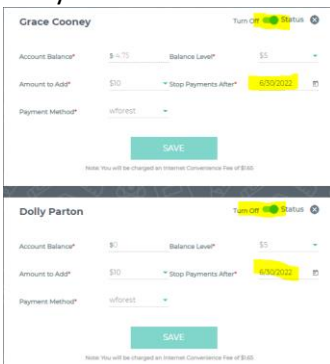 Grace Cooney Turn Off Status
Account Balance* $ 4.75 Balance Level* $5
Amount to Add* $10 Stop Payments After* 6/30/2022
Payment Method* wforest
SAVE
Note: You will be charged an Internet Convenience Fee of $1.65
Dolly Parton Turn Off Status
Account Balance* $0 Balance Level* $5
Amount to Add* $10 Stop Payments After* 6/30/2022
Payment Method* wforest
SAVE
Note: You will be charged an Internet Convenience Fee of $1.65